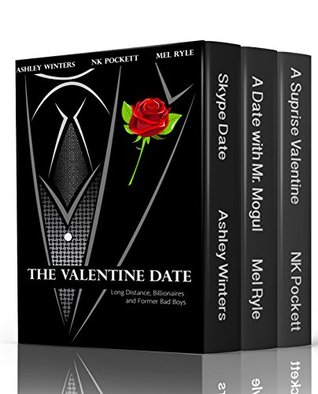 ASHLEY WINTERS NK POCKETT MEL RYLE
THE VALENTINE DATE
Long Distance, Billionaires
and Former Bad Boys
Skype Date Ashley Winters
A Date with Mr. Mogul Mel Ryle
A Suprise Valentine NK Pockett